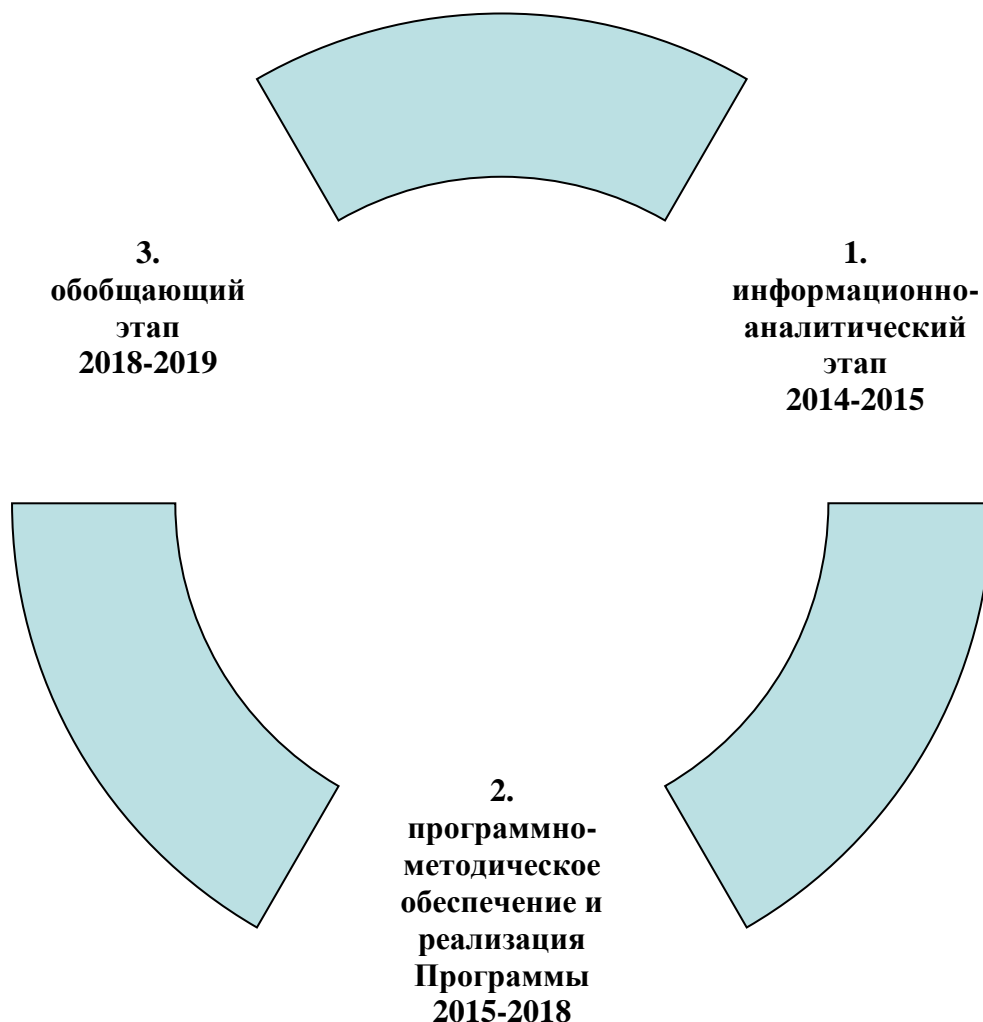 3.
обобщающий
этап
2018-2019
1.
информационно-
аналитический
этап
2014-2015
2.
программно-
методическое
обеспечение и
реализация
Программы
2015-2018